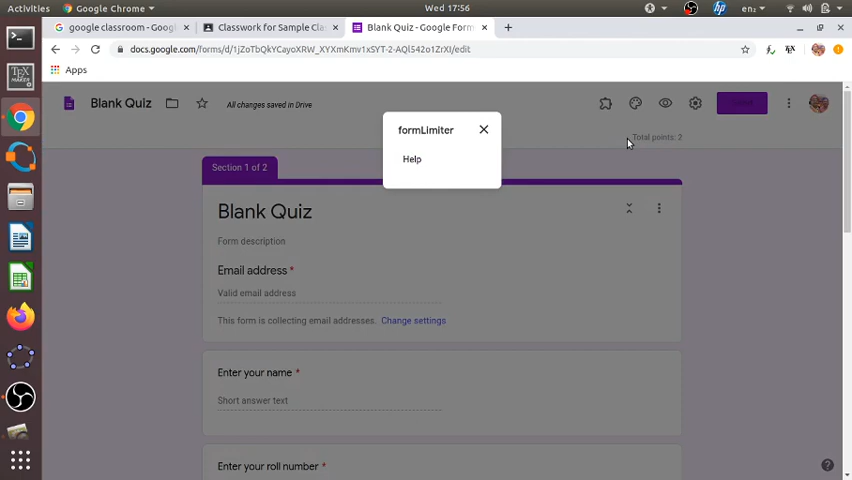 Activities Google Chrome Wed 17:56 en₂
google classroom - Goog Classwork for Sample Cla Blank Quiz - Google Form
docs.google.com/forms/d/1jZoTbQkYCayoXRW_XYXmKmv1xSYT-2-AQl542o1ZrXI/edit
Apps
Blank Quiz All changes saved in Drive Send
formLimiter
Total points: 2
Help
Section 1 of 2
Blank Quiz
Form description
Email address *
Valid email address
This form is collecting email addresses. Change settings
Enter your name *
Short answer text
Enter your roll number *